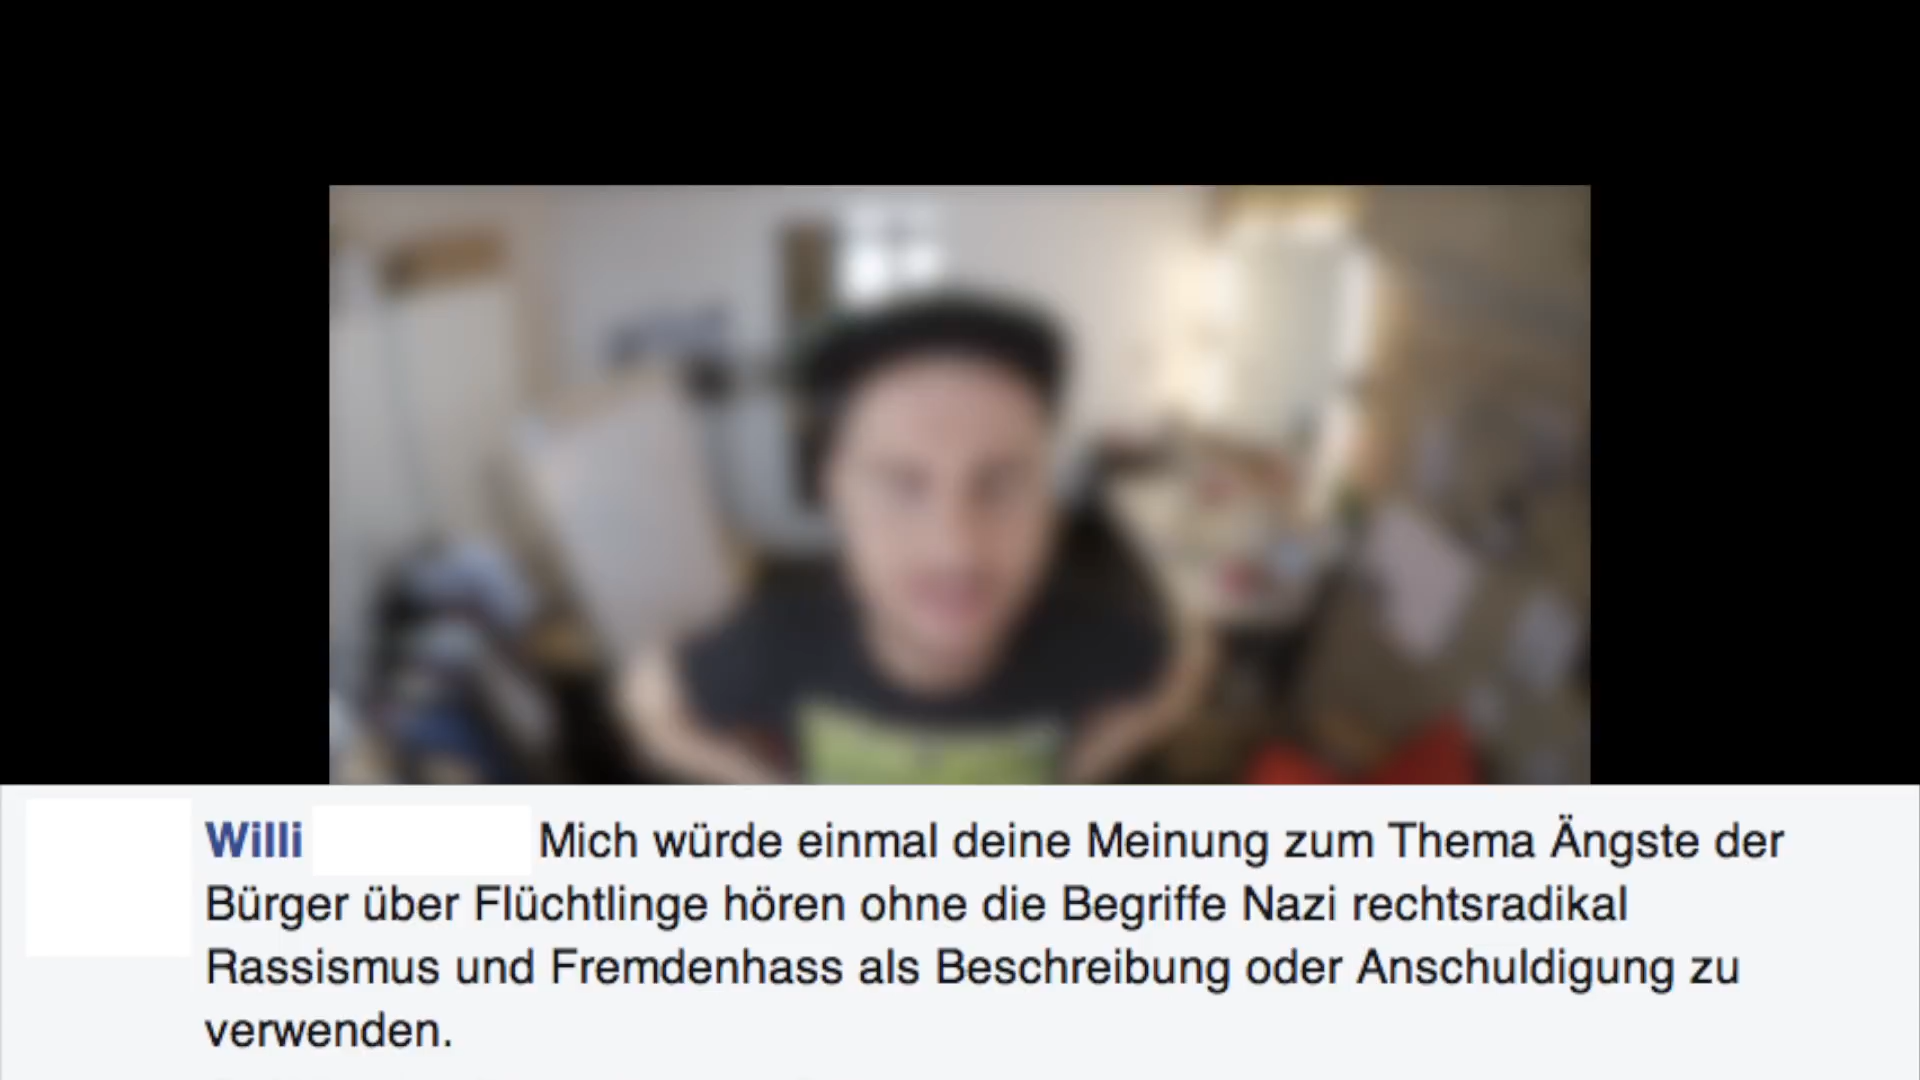 Willi Mich würde einmal deine Meinung zum Thema Ängste der
Bürger über Flüchtlinge hören ohne die Begriffe Nazi rechtsradikal
Rassismus und Fremdenhass als Beschreibung oder Anschuldigung zu
verwenden.